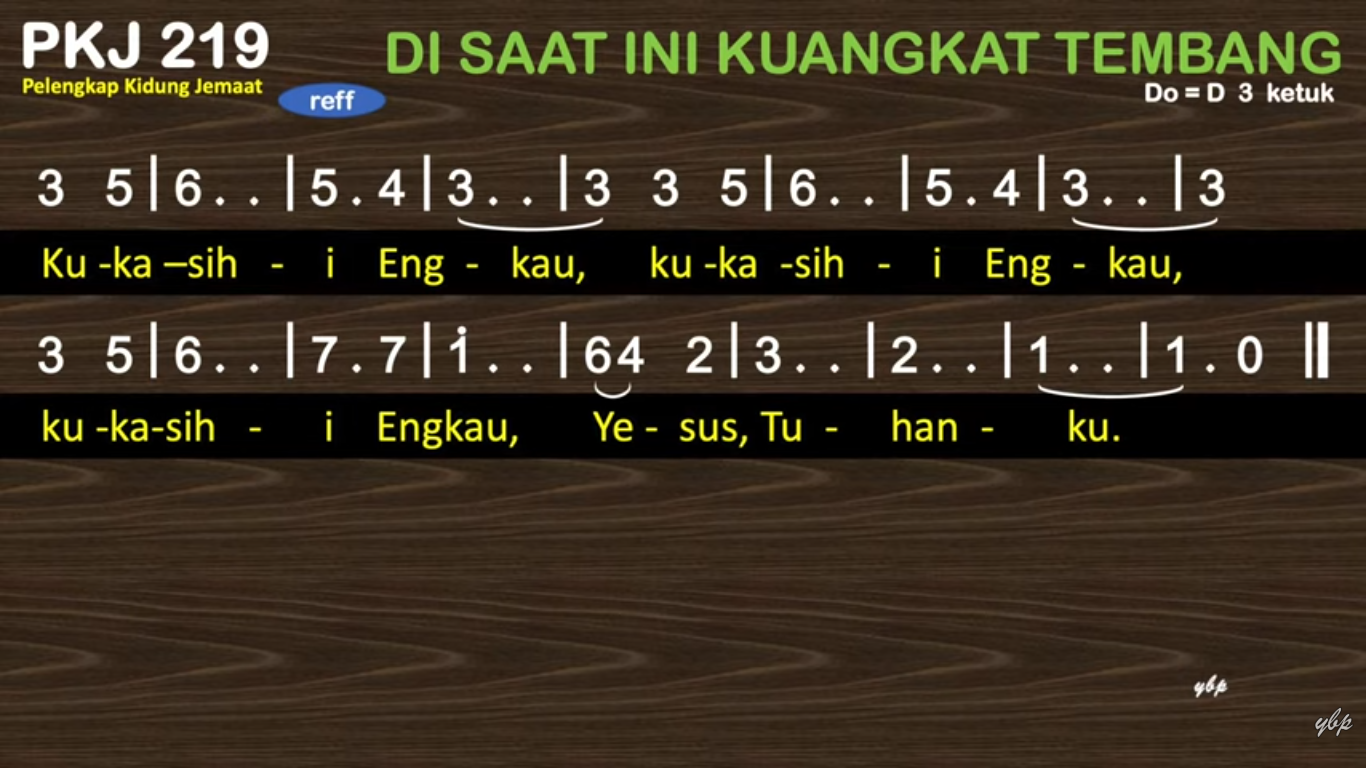 PKJ 219
Pelengkap Kidung Jemaat
DI SAAT INI KUANGKAT TEMBANG
Do = D 3 ketuk
reff
3 5 | 6 . . | 5 . 4 | 3 . . | 3 3 5 | 6 . . | 5 . 4 | 3 . . | 3
Ku -ka –sih - i Eng - kau, ku -ka -sih - i Eng - kau,
3 5 | 6 . . | 7 . 7 | 1̇ . . | 64 2 | 3 . . | 2 . . | 1 . . | 1 . 0 ||
ku -ka-sih - i Engkau, Ye - sus, Tu - han - ku.
ybp
ybp